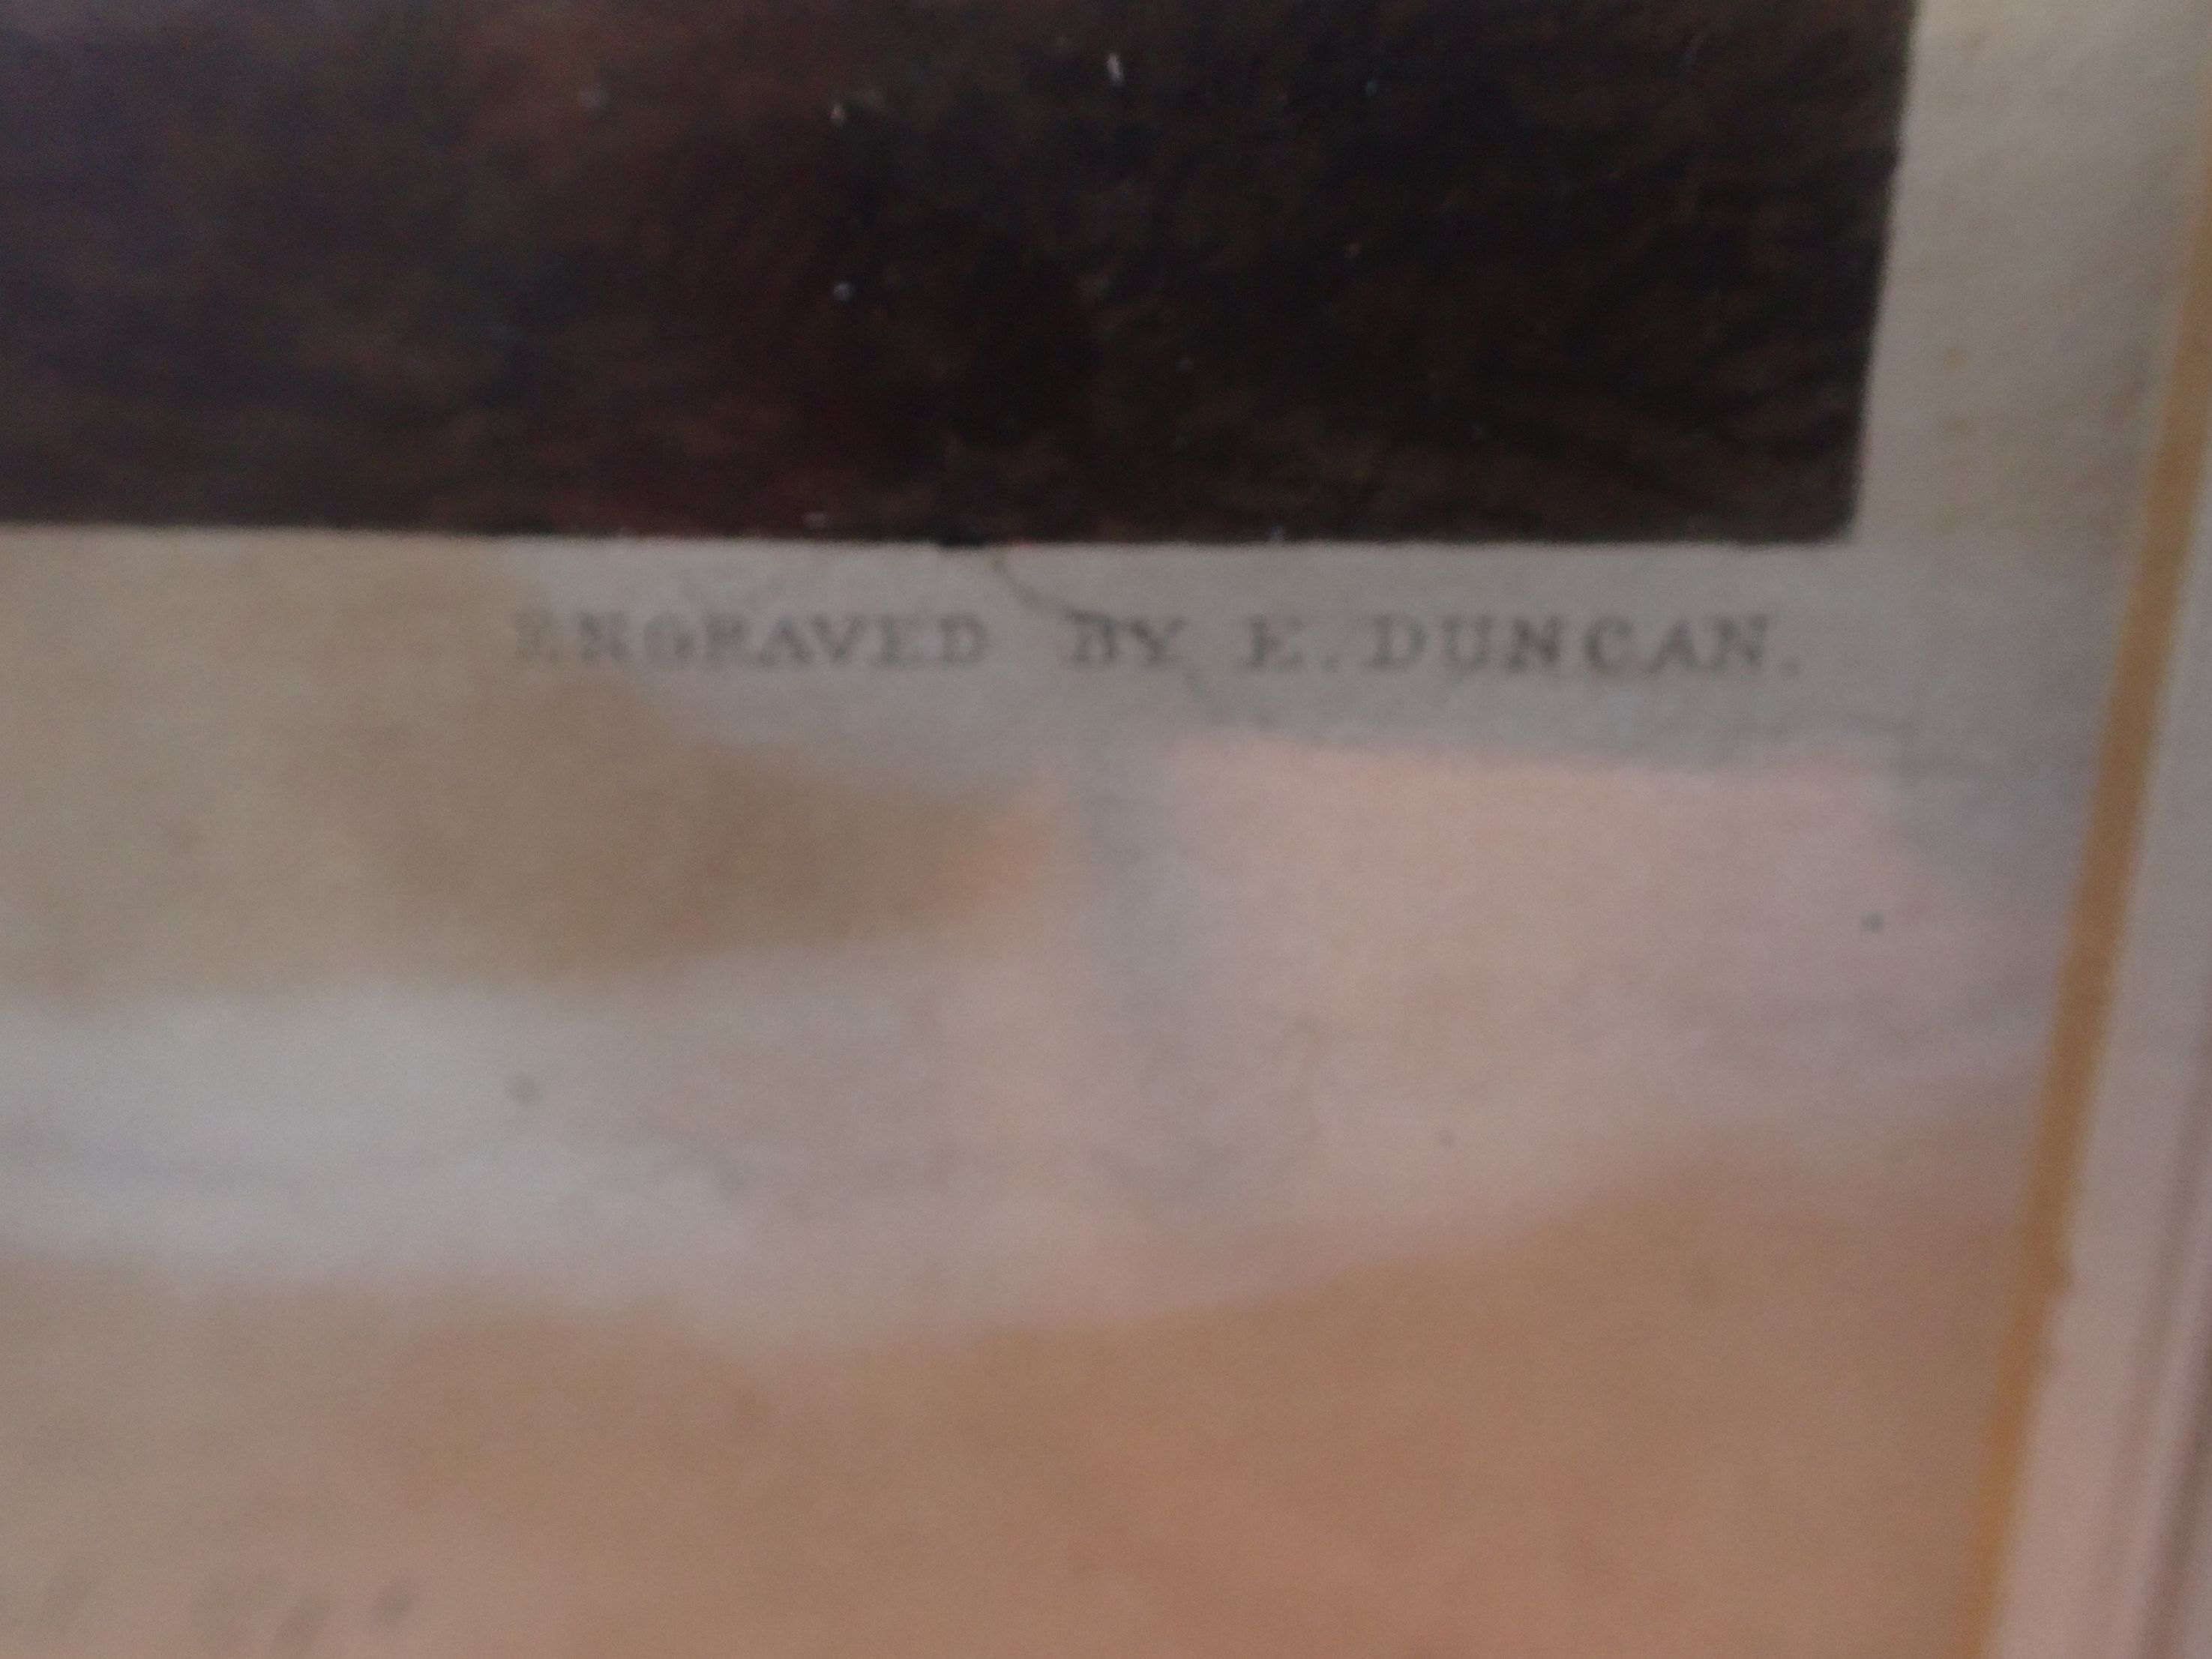 ENGRAVED BY E. DUNCAN.